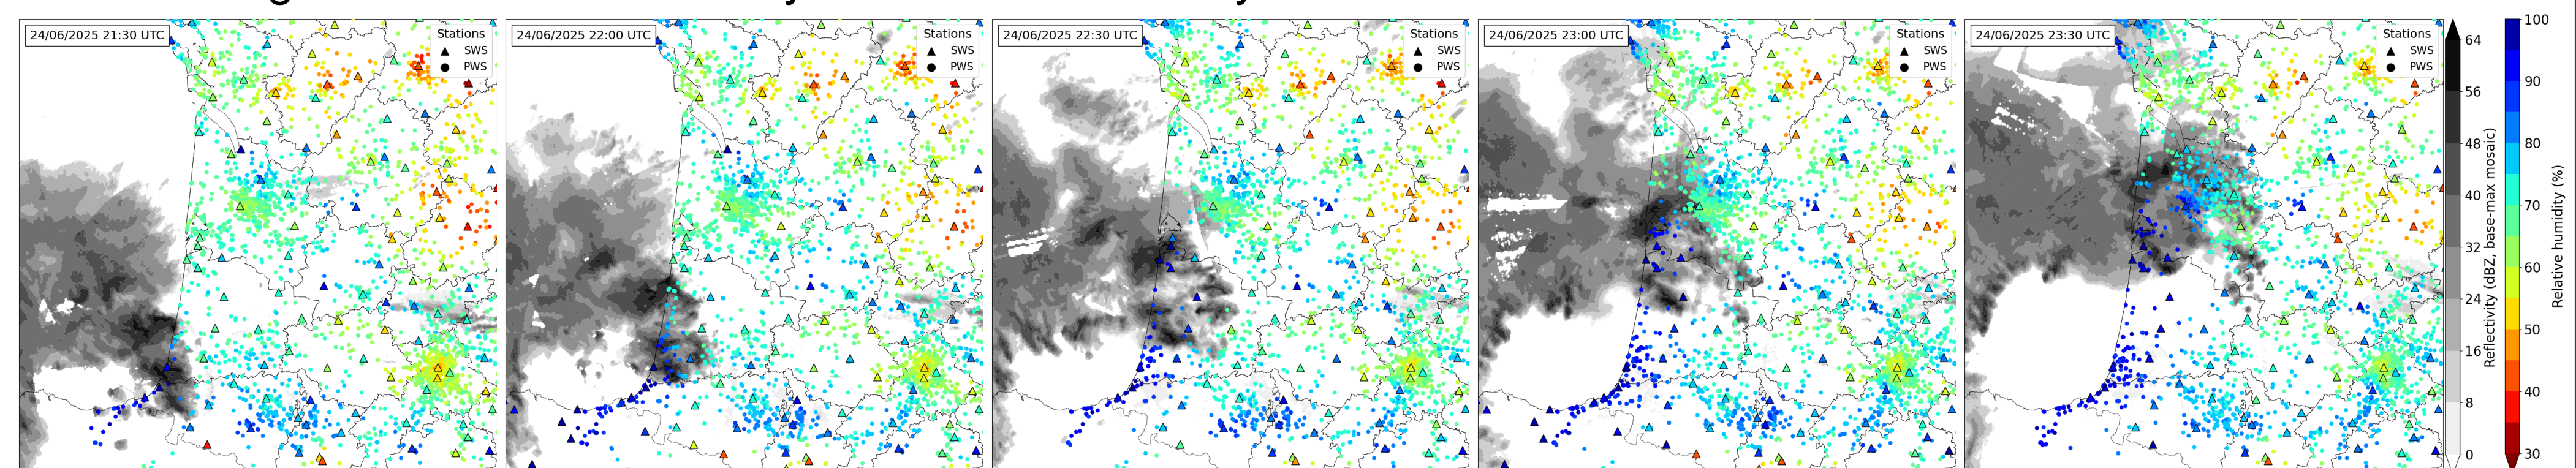 24/06/2025 21:30 UTC
Stations
SWS
PWS
24/06/2025 22:00 UTC
Stations
SWS
PWS
24/06/2025 22:30 UTC
Stations
SWS
PWS
24/06/2025 23:00 UTC
Stations
SWS
PWS
24/06/2025 23:30 UTC
Stations
SWS
PWS
64
56
48
40
32
24
16
8
0
Reflectivity (dBZ, base-max mosaic)
100
90
80
70
60
50
40
30
Relative humidity (%)